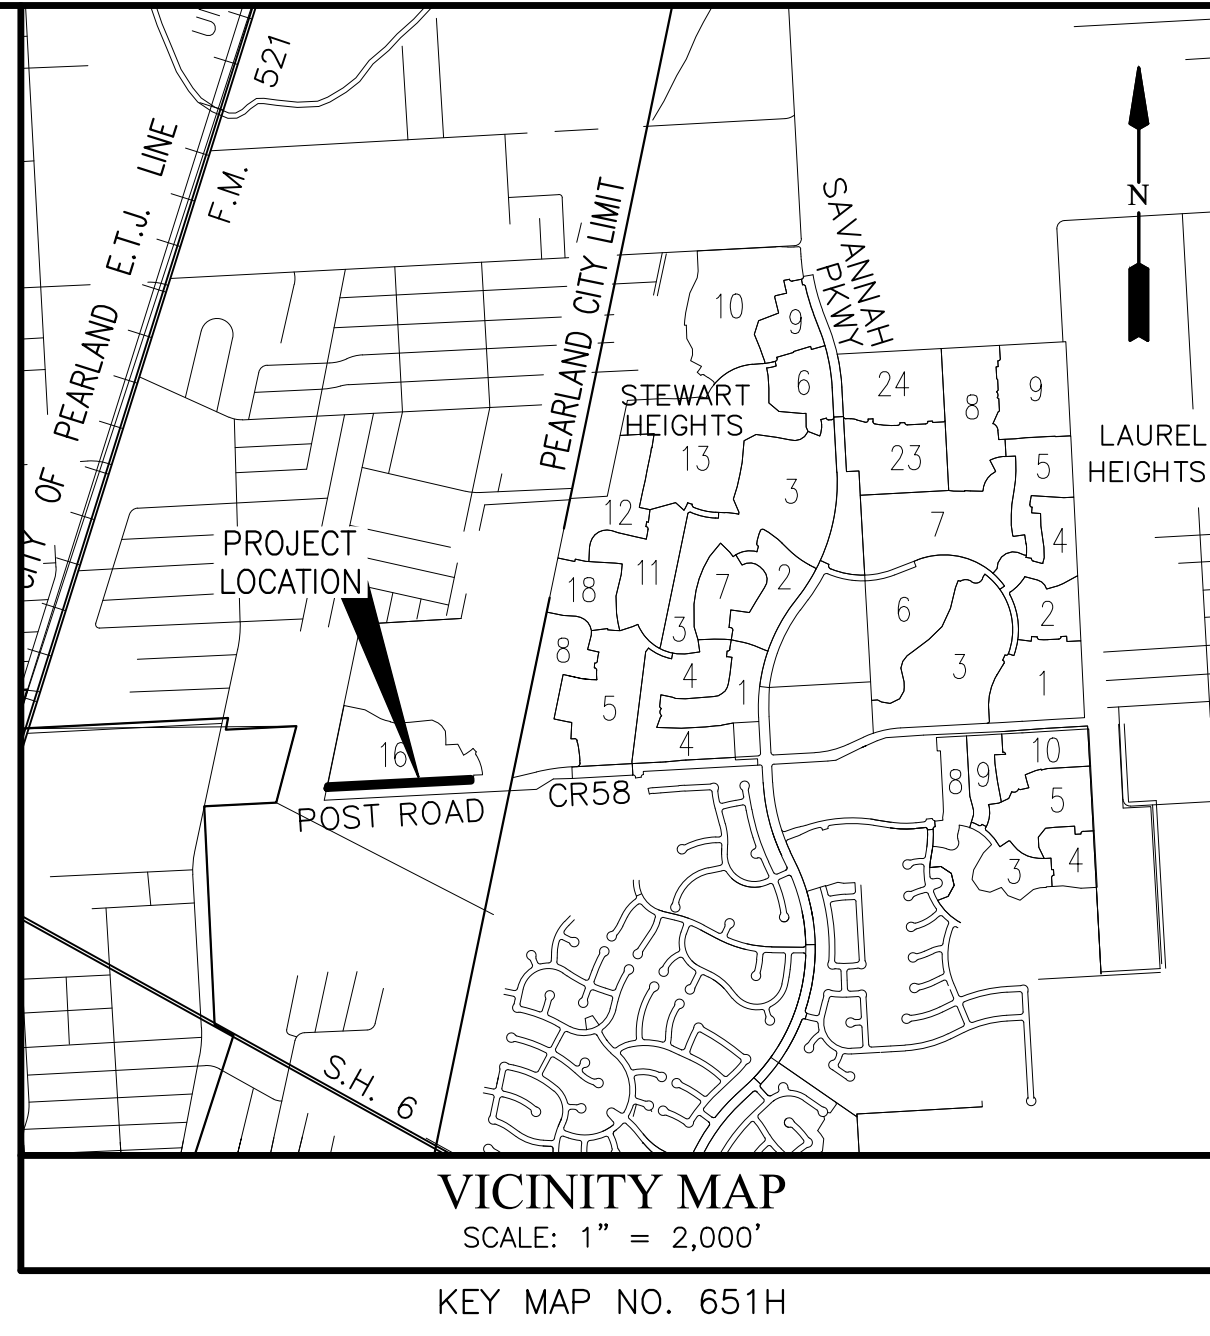 521
F.M.
CITY OF PEARLAND E.T.J. LINE
PEARLAND CITY LIMIT
SAVANNAH
PKWY
N
10
9
6
24
8
9
STEWART
HEIGHTS
LAUREL
HEIGHTS
13
3
23
5
12
7
4
PROJECT
LOCATION
18
11
7
2
6
2
8
3
3
1
5
4
1
16
4
8
9
10
POST ROAD
CR58
5
3
4
S.H. 6
VICINITY MAP
SCALE: 1" = 2,000'
KEY MAP NO. 651H